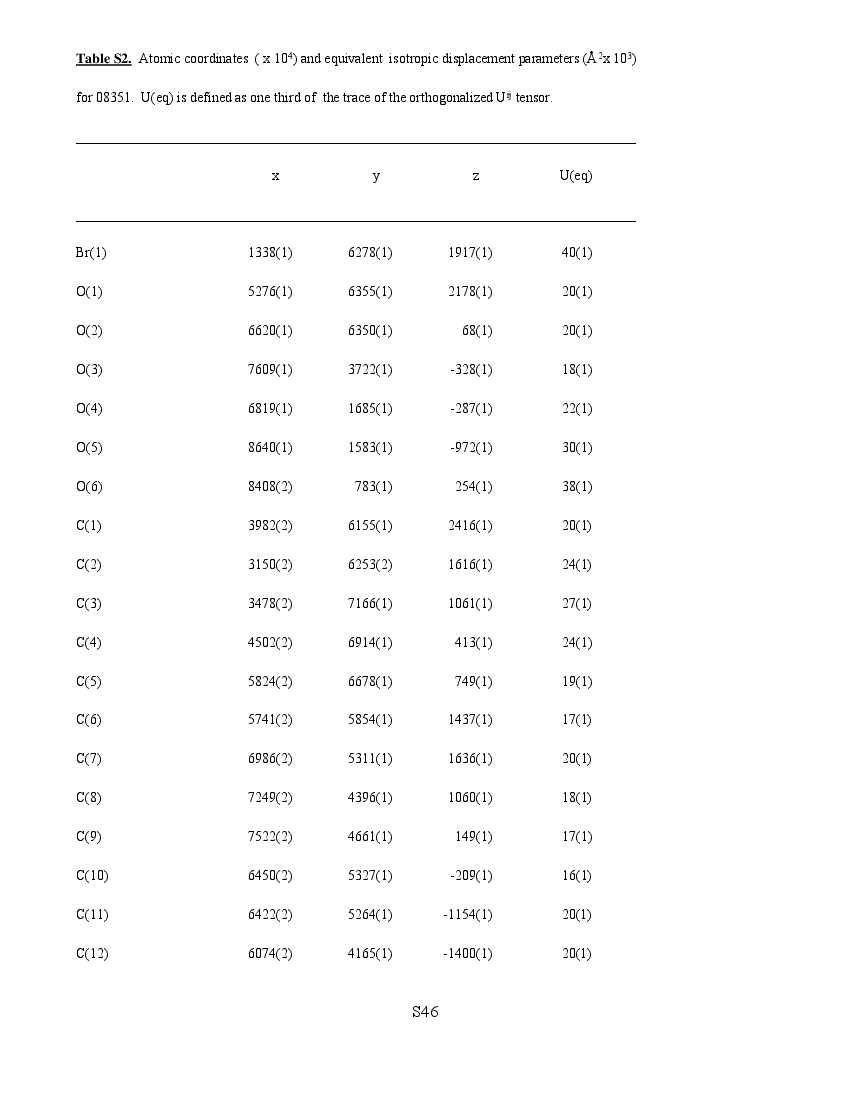 Table S2. Atomic coordinates ( x 10⁴) and equivalent isotropic displacement parameters (Å²x 10³)
for 08351. U(eq) is defined as one third of the trace of the orthogonalized Uⁱʲ tensor.
x y z U(eq)
Br(1) 1338(1) 6278(1) 1917(1) 40(1)
O(1) 5276(1) 6355(1) 2178(1) 20(1)
O(2) 6620(1) 6350(1) 68(1) 20(1)
O(3) 7609(1) 3722(1) -328(1) 18(1)
O(4) 6819(1) 1685(1) -287(1) 22(1)
O(5) 8640(1) 1583(1) -972(1) 30(1)
O(6) 8408(2) 783(1) 254(1) 38(1)
C(1) 3982(2) 6155(1) 2416(1) 20(1)
C(2) 3150(2) 6253(2) 1616(1) 24(1)
C(3) 3478(2) 7166(1) 1061(1) 27(1)
C(4) 4502(2) 6914(1) 413(1) 24(1)
C(5) 5824(2) 6678(1) 749(1) 19(1)
C(6) 5741(2) 5854(1) 1437(1) 17(1)
C(7) 6986(2) 5311(1) 1636(1) 20(1)
C(8) 7249(2) 4396(1) 1060(1) 18(1)
C(9) 7522(2) 4661(1) 149(1) 17(1)
C(10) 6450(2) 5327(1) -209(1) 16(1)
C(11) 6422(2) 5264(1) -1154(1) 20(1)
C(12) 6074(2) 4165(1) -1400(1) 20(1)
S46